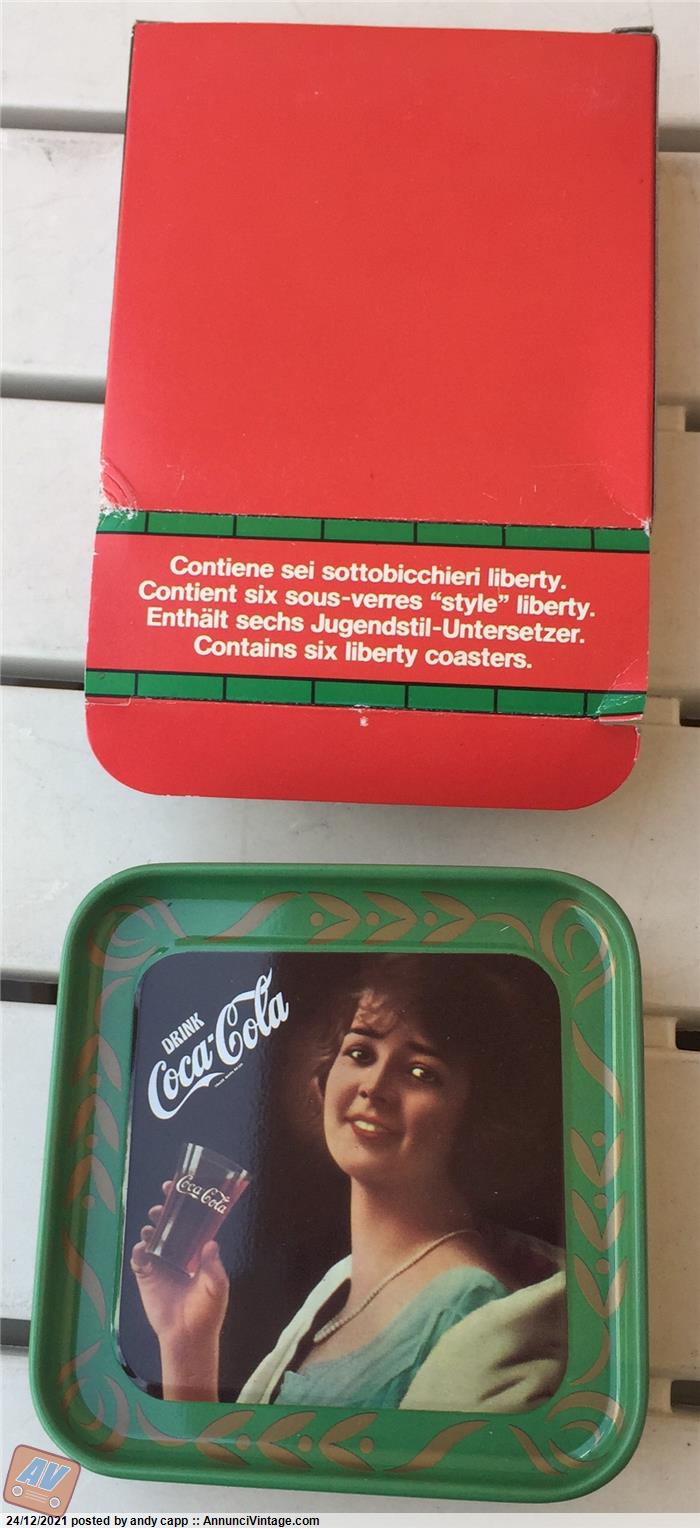 Contiene sei sottobicchieri liberty.
Contient six sous-verres “style” liberty.
Enthält sechs Jugendstil-Untersetzer.
Contains six liberty coasters.
DRINK
Coca-Cola
Coca-Cola
AV
24/12/2021 posted by andy capp :: AnnunciVintage.com